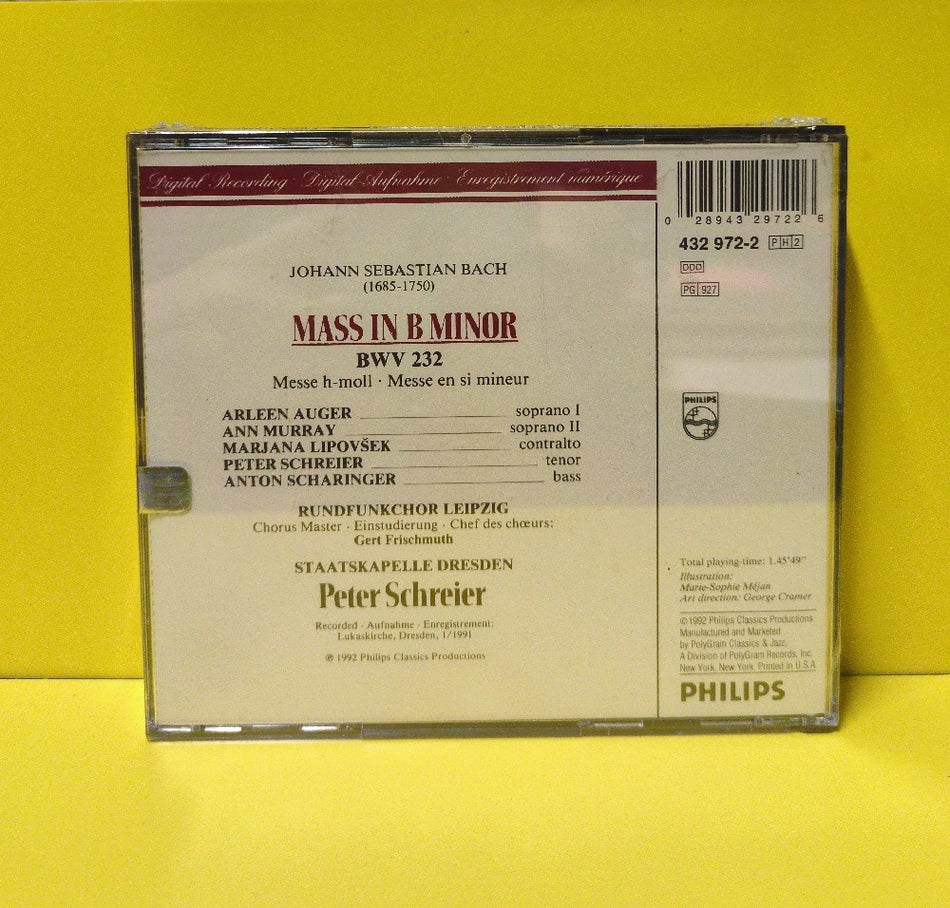 Digital Recording · Digital-Aufnahme · Enregistrement numérique
JOHANN SEBASTIAN BACH
(1685-1750)
MASS IN B MINOR
BWV 232
Messe h-moll · Messe en si mineur
ARLEEN AUGER soprano I
ANN MURRAY soprano II
MARJANA LIPOVŠEK contralto
PETER SCHREIER tenor
ANTON SCHARINGER bass
RUNDFUNKCHOR LEIPZIG
Chorus Master · Einstudierung · Chef des chœurs:
Gert Frischmuth
STAATSKAPELLE DRESDEN
Peter Schreier
Recorded · Aufnahme · Enregistrement:
Lukaskirche, Dresden, 1/1991
℗ 1992 Philips Classics Productions
0 28943 29722 6
432 972-2 PH2
DDD
PG 927
PHILIPS
Total playing-time: 1.45'49"
Illustration:
Marie-Sophie Méjan
Art direction: George Cramer
© 1992 Philips Classics Productions
Manufactured and Marketed
by PolyGram Classics & Jazz,
A Division of PolyGram Records, Inc.
New York, New York. Printed in U.S.A.
PHILIPS